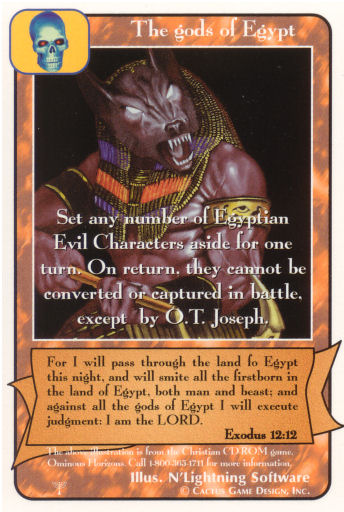 The gods of Egypt
Set any number of Egyptian
Evil Characters aside for one
turn. On return, they cannot be
converted or captured in battle,
except by O.T. Joseph.
For I will pass through the land fo Egypt
this night, and will smite all the firstborn in
the land of Egypt, both man and beast; and
against all the gods of Egypt I will execute
judgment: I am the LORD.
Exodus 12:12
The above illustration is from the Christian CD ROM game,
Ominous Horizons. Call 1-800-363-1711 for more information.
Illus. N'Lightning Software
© CACTUS GAME DESIGN, INC.